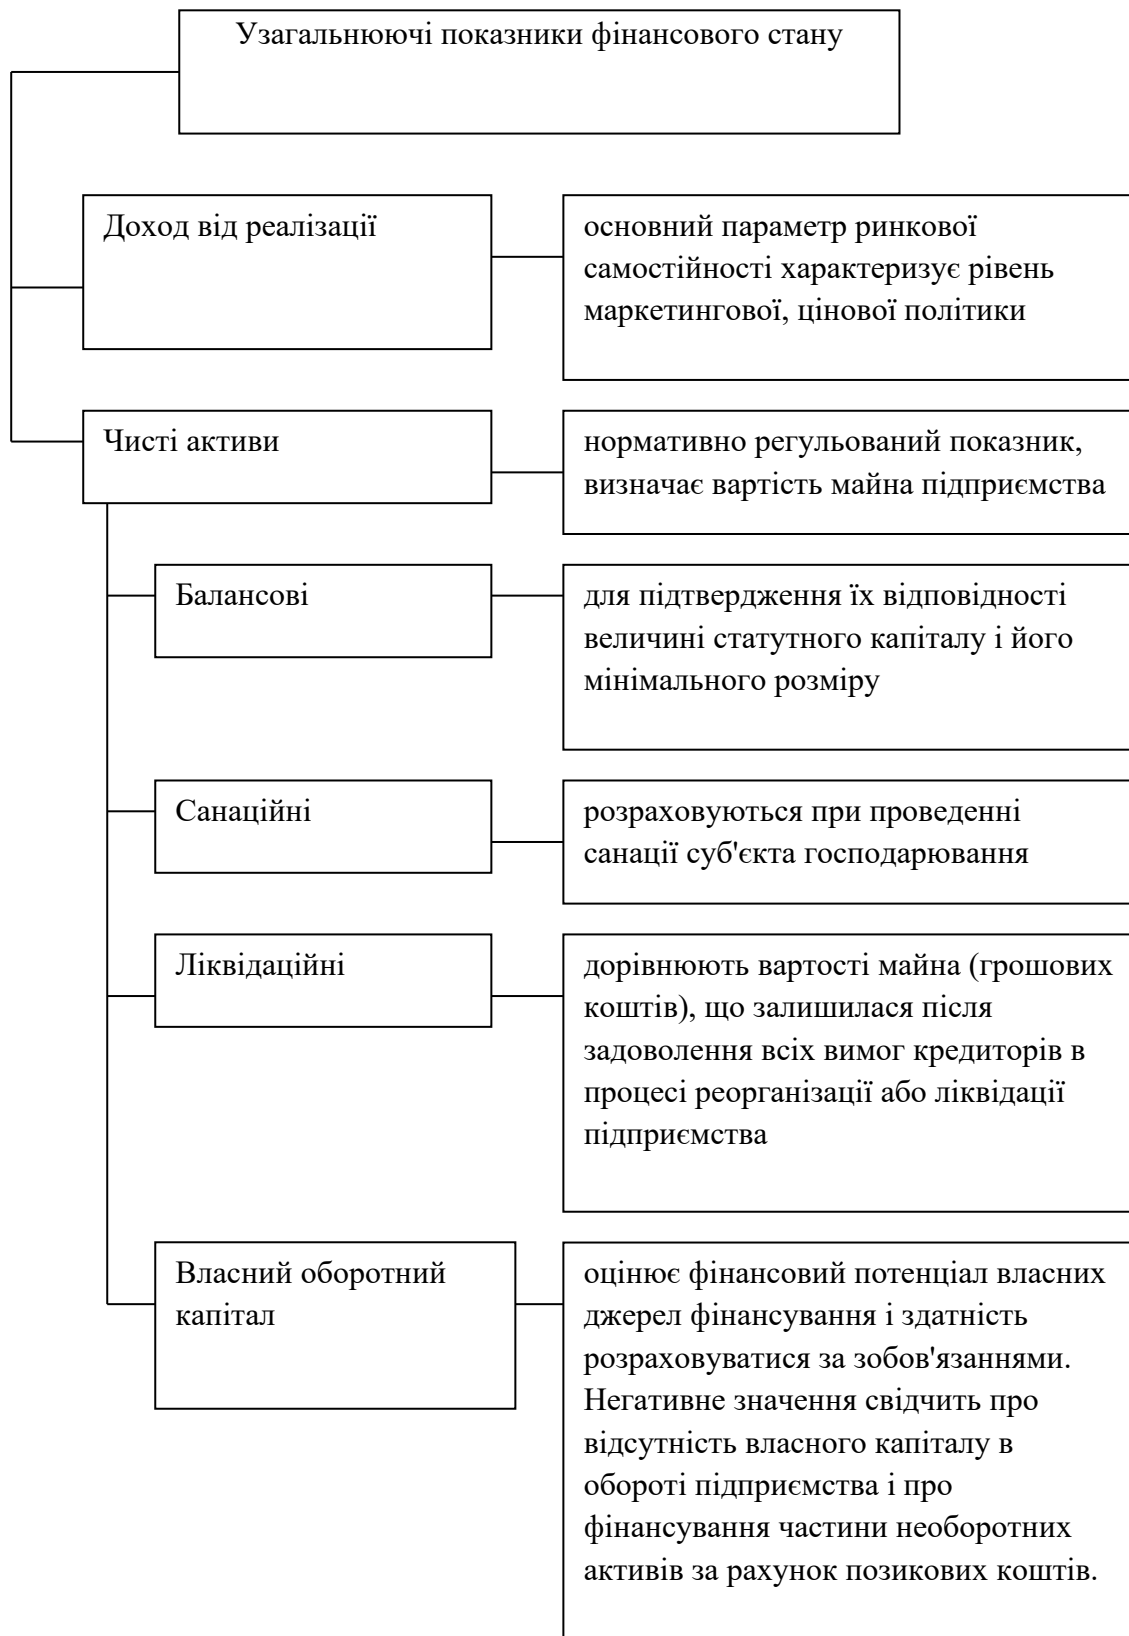 Узагальнюючі показники фінансового стану
Доход від реалізації
основний параметр ринкової
самостійності характеризує рівень
маркетингової, цінової політики
Чисті активи
нормативно регульований показник,
визначає вартість майна підприємства
Балансові
для підтвердження їх відповідності
величині статутного капіталу і його
мінімального розміру
Санаційні
розраховуються при проведенні
санації суб'єкта господарювання
Ліквідаційні
дорівнюють вартості майна (грошових
коштів), що залишилася після
задоволення всіх вимог кредиторів в
процесі реорганізації або ліквідації
підприємства
Власний оборотний
капітал
оцінює фінансовий потенціал власних
джерел фінансування і здатність
розраховуватися за зобов'язаннями.
Негативне значення свідчить про
відсутність власного капіталу в
обороті підприємства і про
фінансування частини необоротних
активів за рахунок позикових коштів.